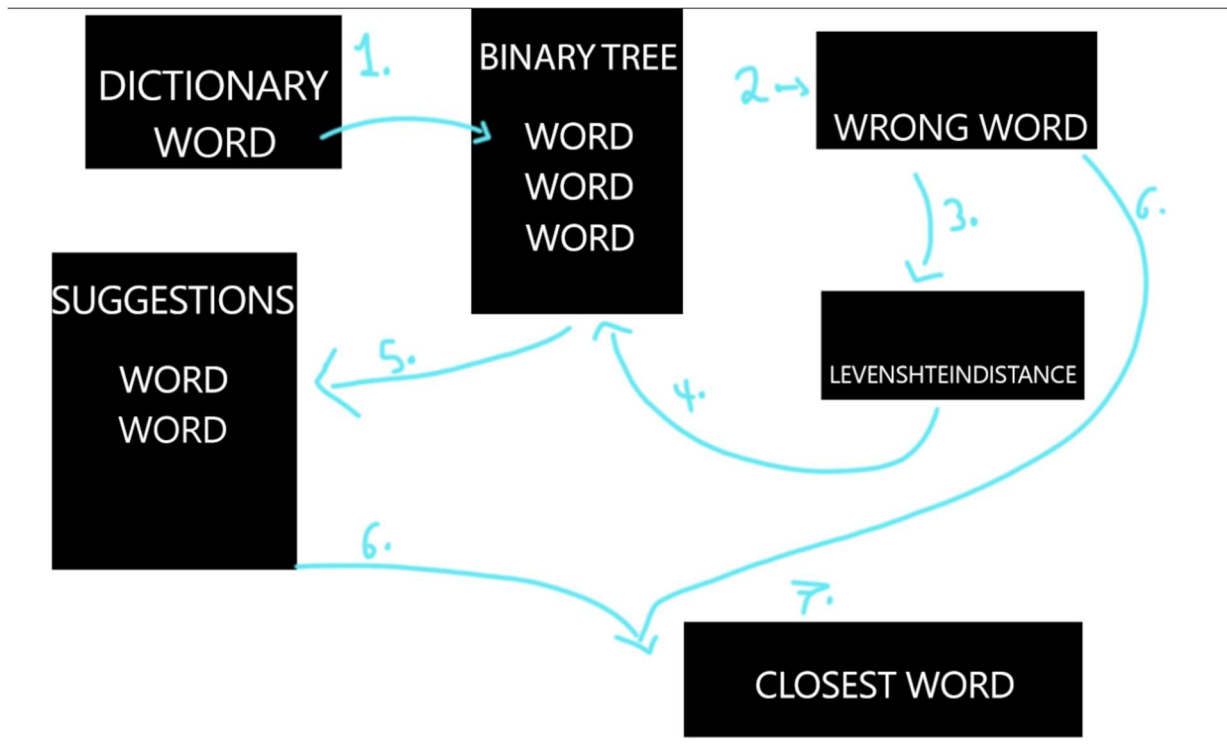 DICTIONARY
WORD
1.
BINARY TREE
WORD
WORD
WORD
2
WRONG WORD
3.
6.
LEVENSHTEINDISTANCE
4.
5.
SUGGESTIONS
WORD
WORD
6.
7.
CLOSEST WORD